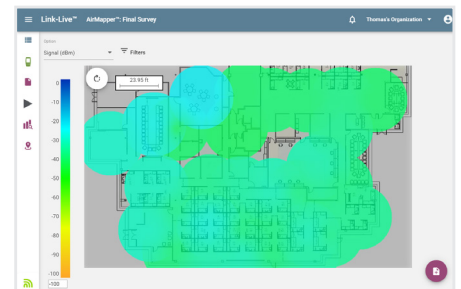 Link-Live™ AirMapper™: Final Survey
Thomas's Organization
Option
Signal (dBm)
Filters
23.95 ft
0
-10
-20
-30
-40
-50
-60
-70
-80
-90
-100
-100